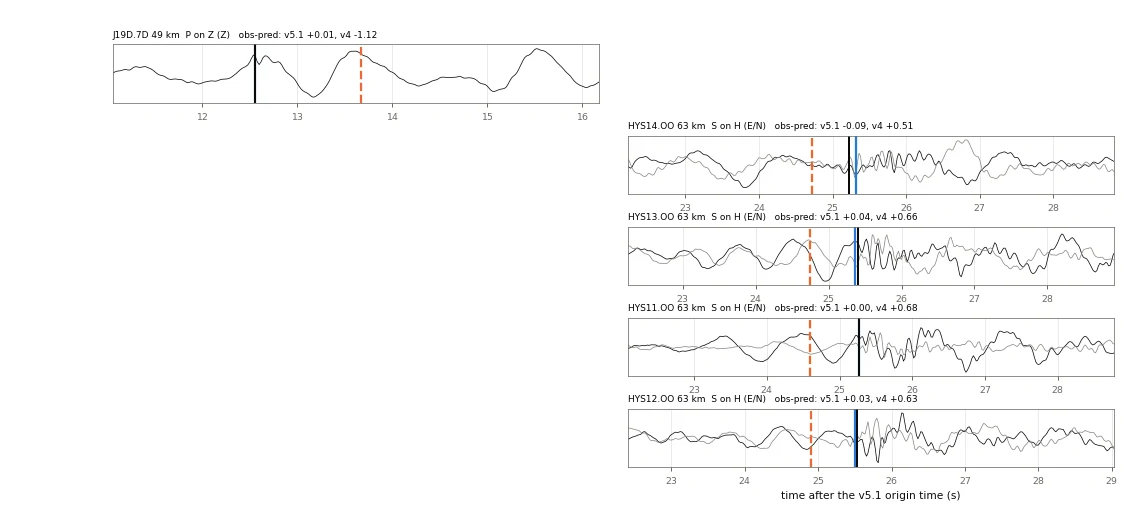 J19D.7D 49 km  P on Z (Z)   obs-pred: v5.1 +0.01, v4 -1.12
12 13 14 15 16
HYS14.OO 63 km  S on H (E/N)   obs-pred: v5.1 -0.09, v4 +0.51
23 24 25 26 27 28
HYS13.OO 63 km  S on H (E/N)   obs-pred: v5.1 +0.04, v4 +0.66
23 24 25 26 27 28
HYS11.OO 63 km  S on H (E/N)   obs-pred: v5.1 +0.00, v4 +0.68
23 24 25 26 27 28
HYS12.OO 63 km  S on H (E/N)   obs-pred: v5.1 +0.03, v4 +0.63
23 24 25 26 27 28 29
time after the v5.1 origin time (s)